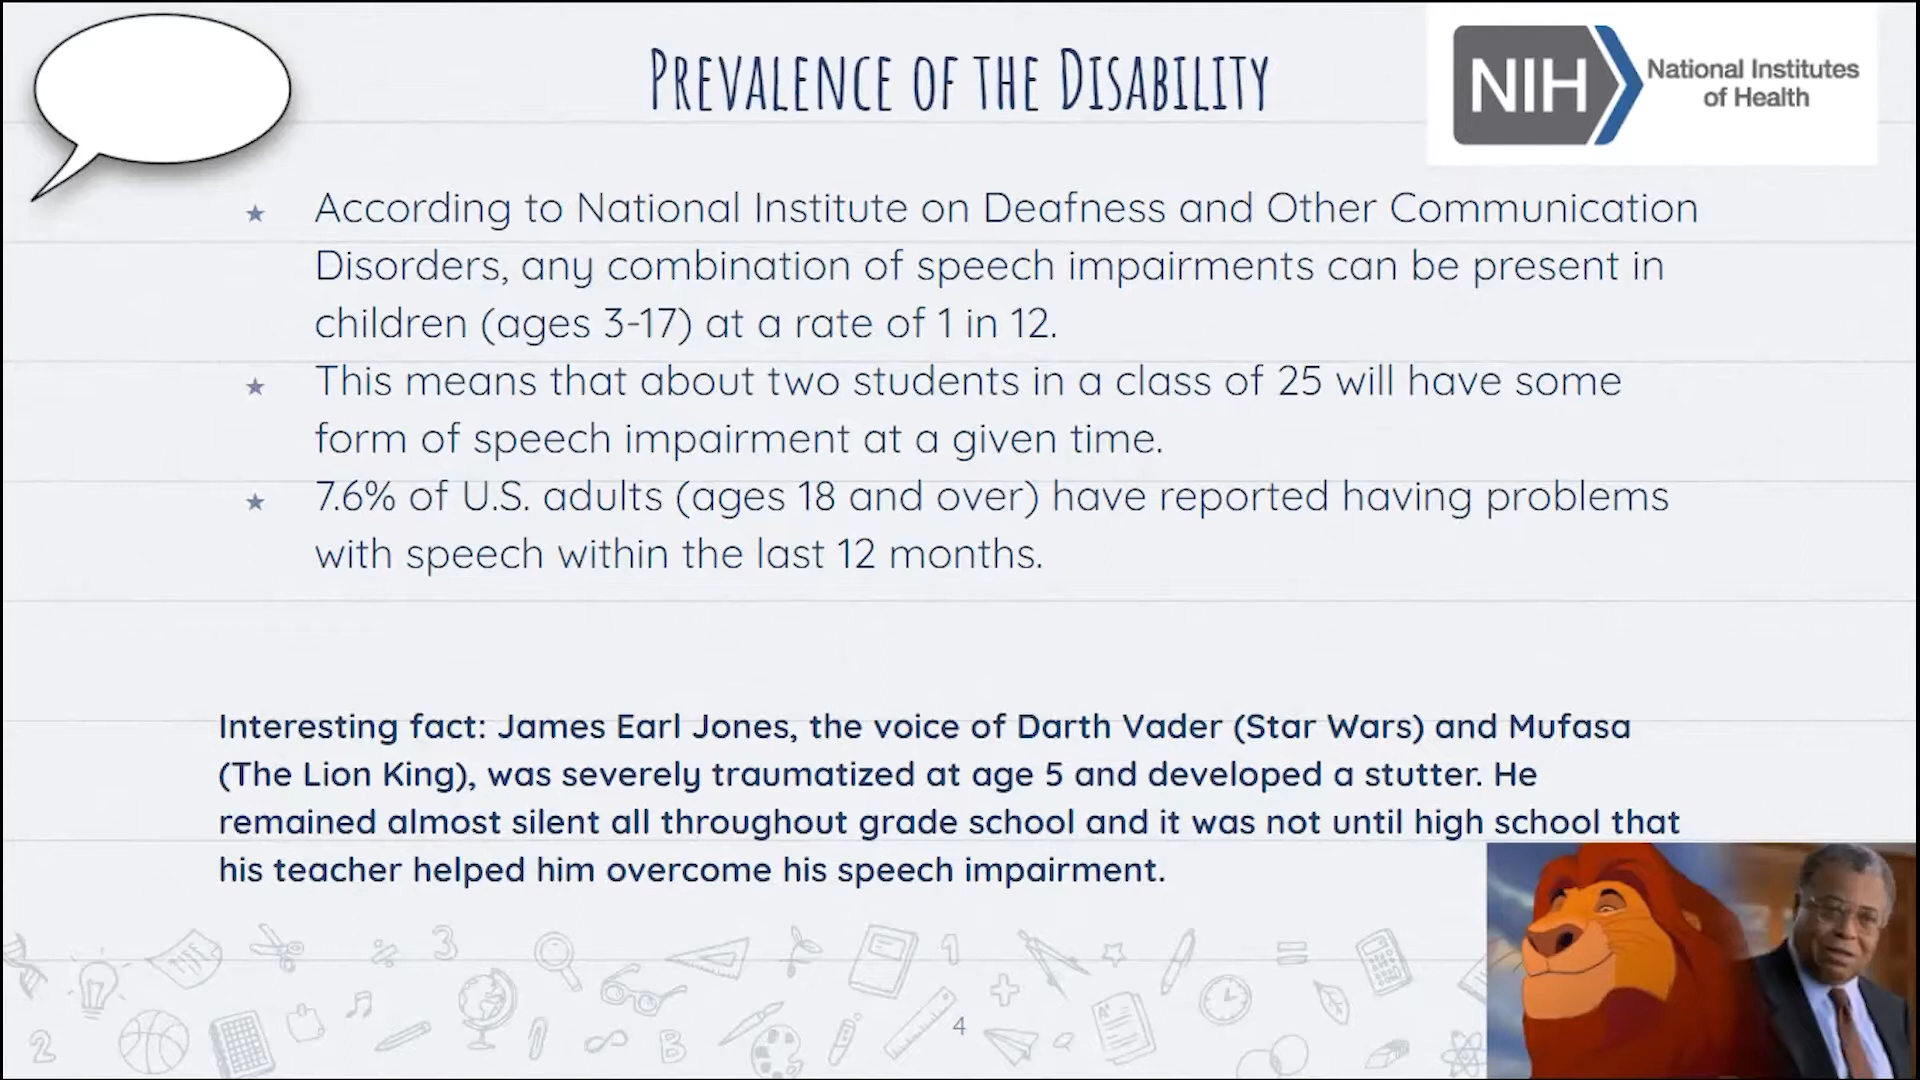 PREVALENCE OF THE DISABILITY
NIH National Institutes
of Health
★ According to National Institute on Deafness and Other Communication
Disorders, any combination of speech impairments can be present in
children (ages 3-17) at a rate of 1 in 12.
★ This means that about two students in a class of 25 will have some
form of speech impairment at a given time.
★ 7.6% of U.S. adults (ages 18 and over) have reported having problems
with speech within the last 12 months.
Interesting fact: James Earl Jones, the voice of Darth Vader (Star Wars) and Mufasa
(The Lion King), was severely traumatized at age 5 and developed a stutter. He
remained almost silent all throughout grade school and it was not until high school that
his teacher helped him overcome his speech impairment.
3
1
2
B
4